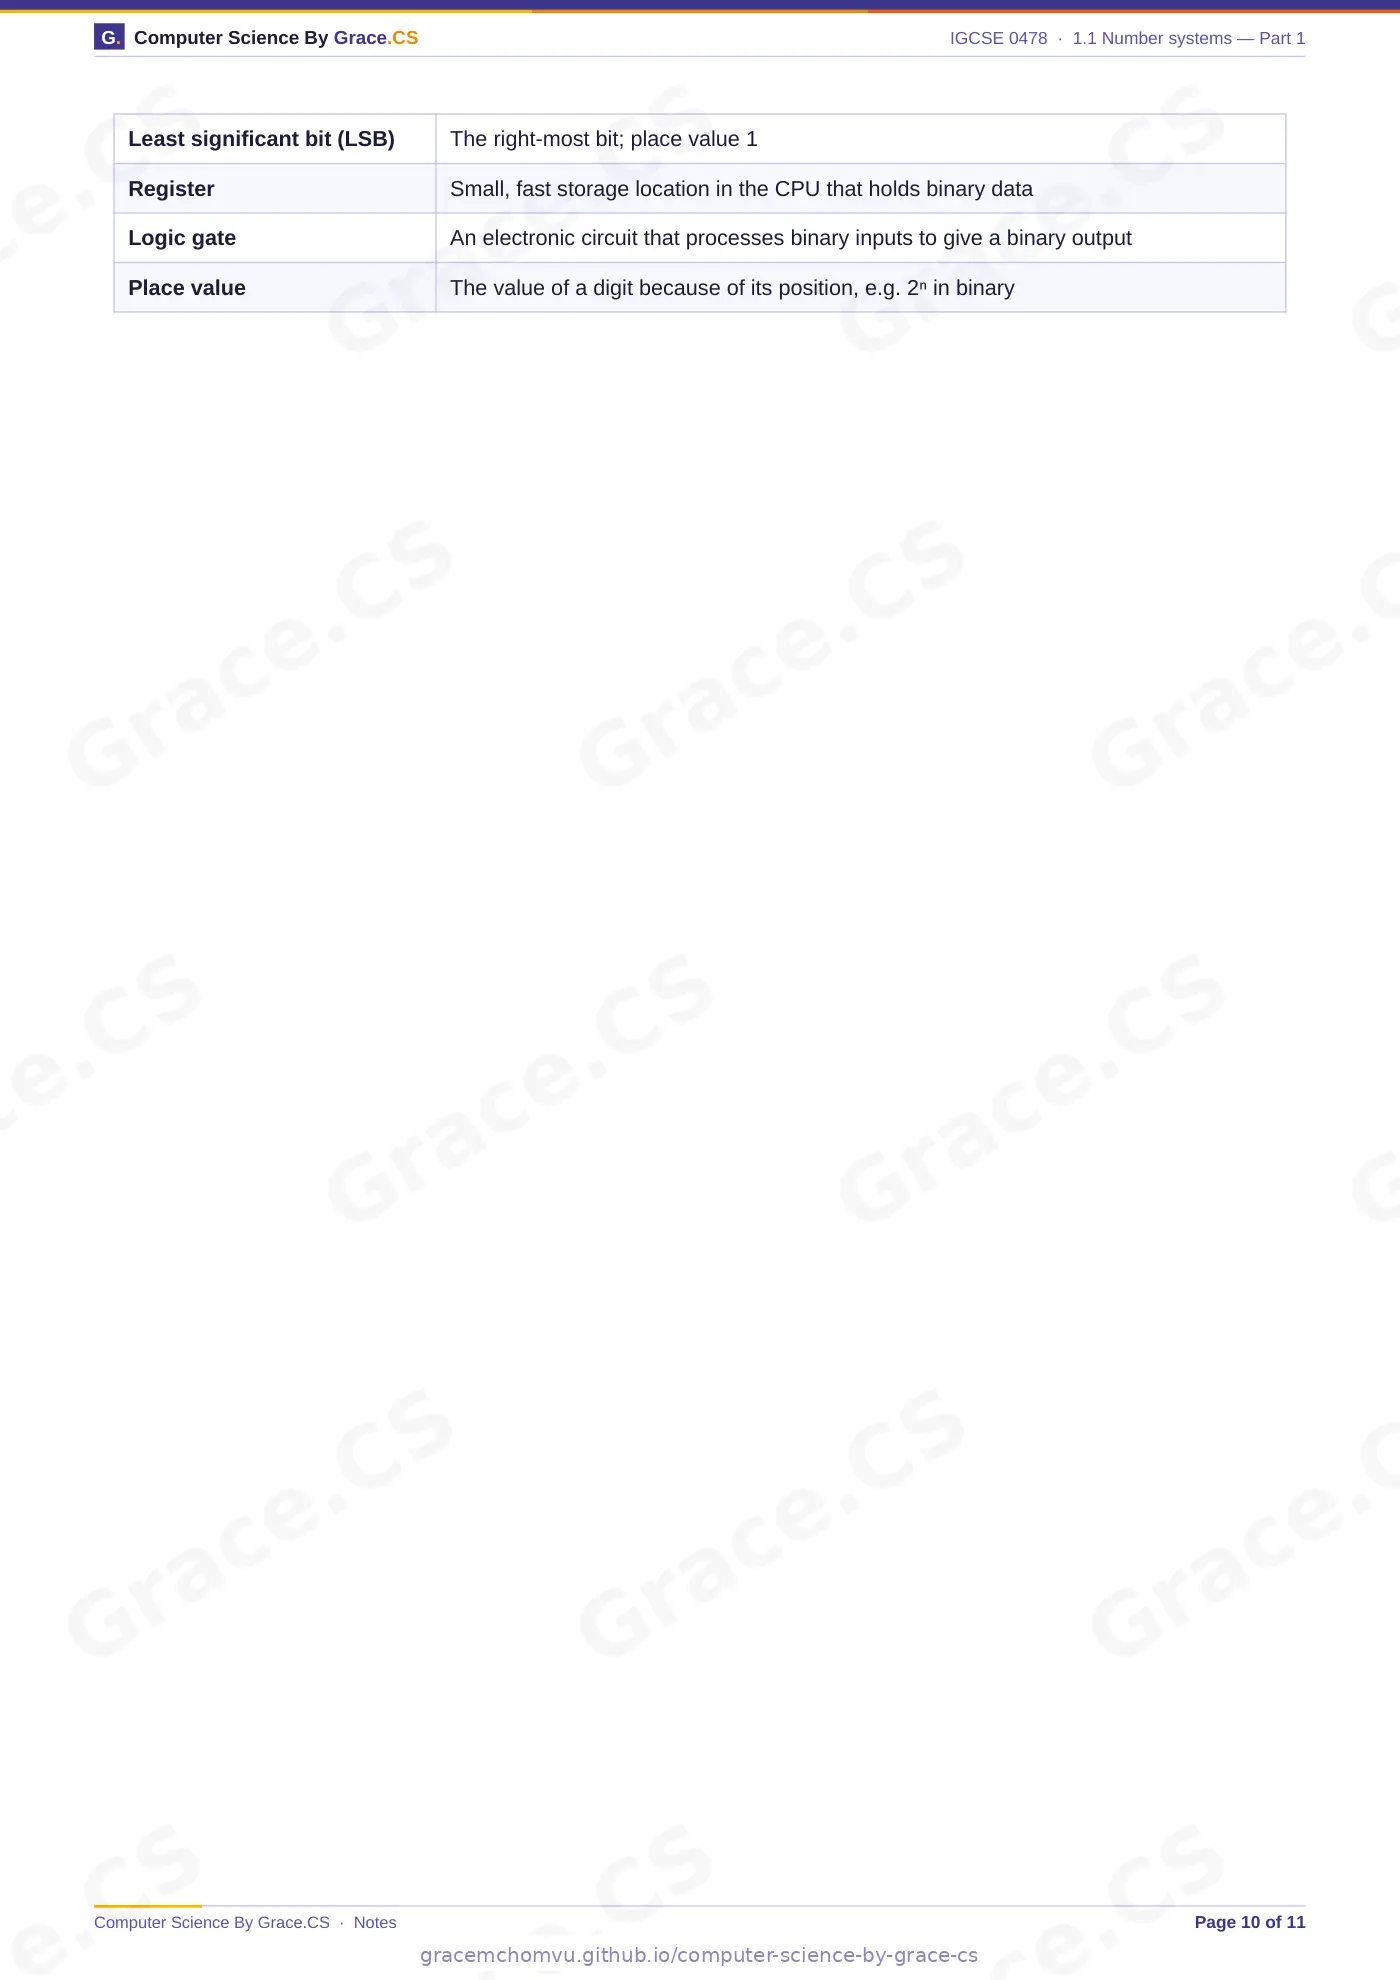 G. Computer Science By Grace.CS
IGCSE 0478 · 1.1 Number systems — Part 1
Least significant bit (LSB) The right-most bit; place value 1
Register Small, fast storage location in the CPU that holds binary data
Logic gate An electronic circuit that processes binary inputs to give a binary output
Place value The value of a digit because of its position, e.g. 2ⁿ in binary
Grace.CS
Computer Science By Grace.CS · Notes
Page 10 of 11
gracemchomvu.github.io/computer-science-by-grace-cs